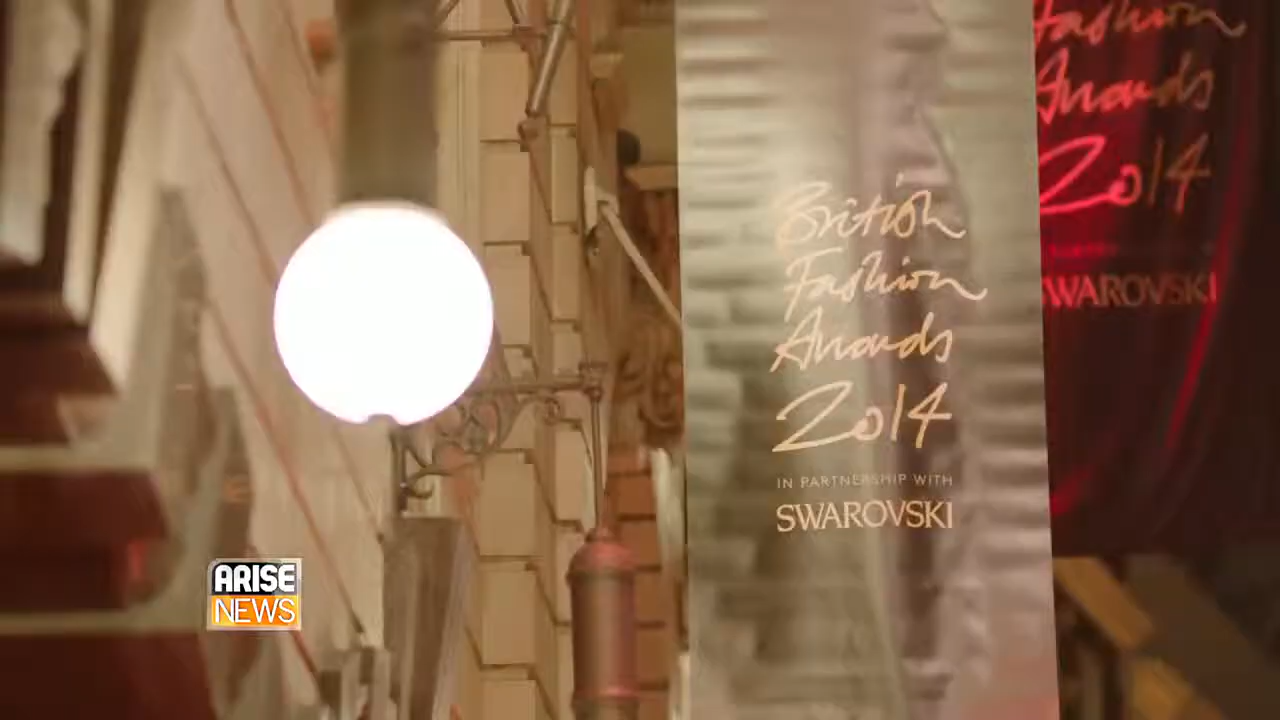 British
Fashion
Awards
2014
IN PARTNERSHIP WITH
SWAROVSKI
Fashion
Awards
2014
SWAROVSKI
ARISE
NEWS